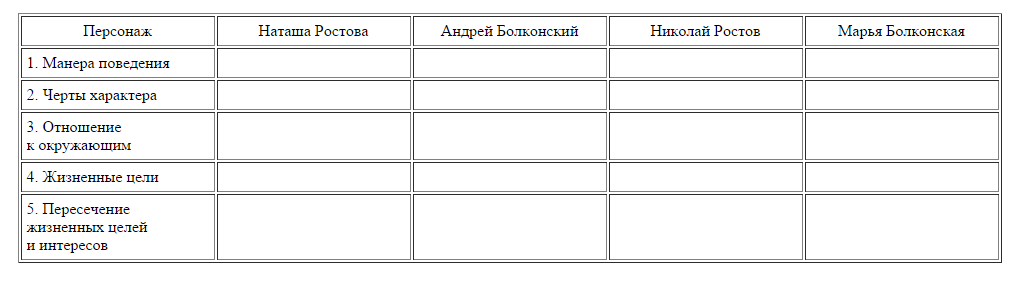 Персонаж Наташа Ростова Андрей Болконский Николай Ростов Марья Болконская
1. Манера поведения
2. Черты характера
3. Отношение
к окружающим
4. Жизненные цели
5. Пересечение
жизненных целей
и интересов